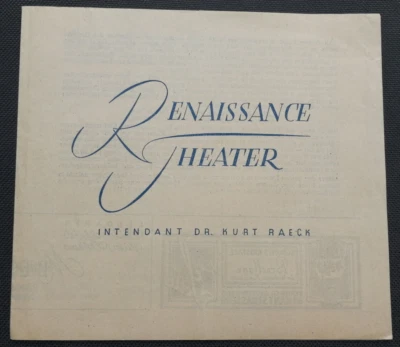 RENAISSANCE
THEATER
INTENDANT DR. KURT RAECK